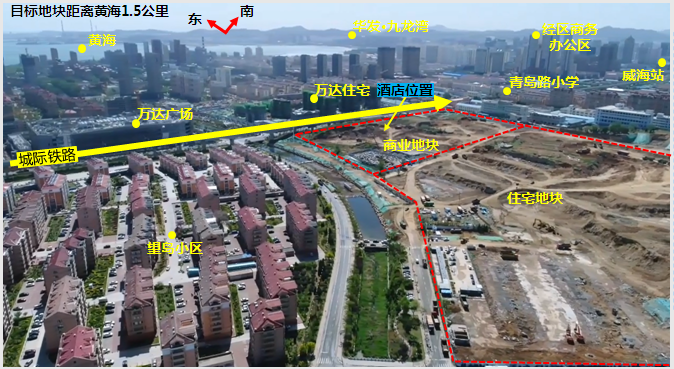 目标地块距离黄海1.5公里
东
南
黄海
华发·九龙湾
经区商务
办公区
威海站
万达住宅
酒店位置
青岛路小学
万达广场
商业地块
城际铁路
住宅地块
望岛小区